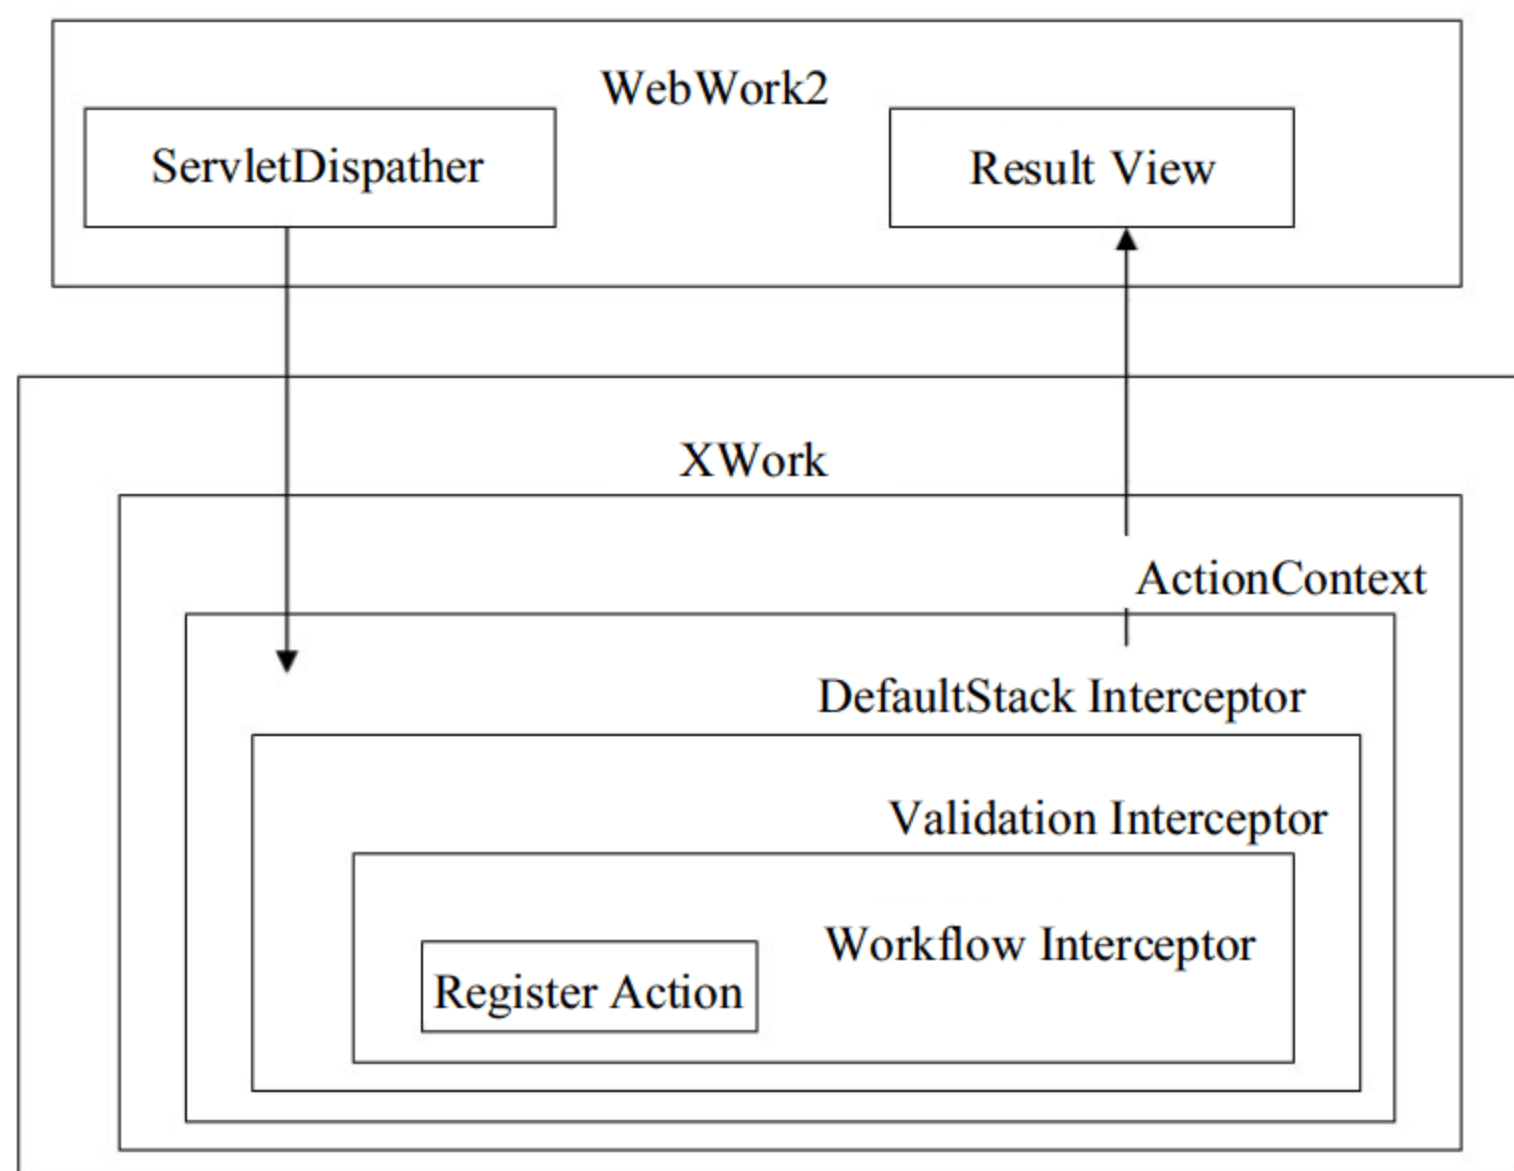 WebWork2
ServletDispather
Result View
XWork
ActionContext
DefaultStack Interceptor
Validation Interceptor
Workflow Interceptor
Register Action